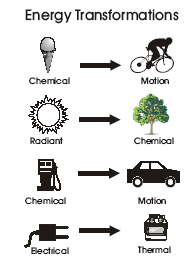 Energy Transformations
Chemical Motion
Radiant Chemical
Chemical Motion
Electrical Thermal